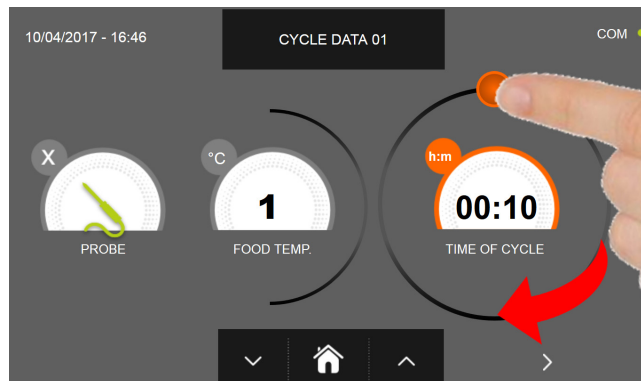 10/04/2017 - 16:46
CYCLE DATA 01
COM
X
°C
h:m
1
00:10
PROBE
FOOD TEMP.
TIME OF CYCLE